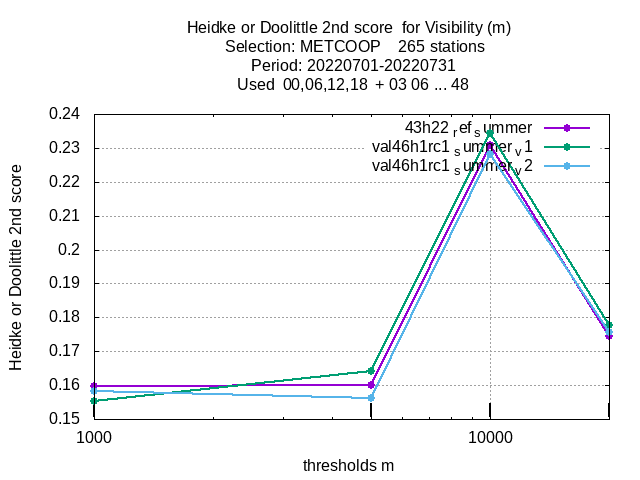 Heidke or Doolittle 2nd score  for Visibility (m)
Selection: METCOOP    265 stations
Period: 20220701-20220731
Used  00,06,12,18  + 03 06 ... 48
0.24
0.23
0.22
0.21
0.2
0.19
0.18
0.17
0.16
0.15
Heidke or Doolittle 2nd score
43h22 ref summer
val46h1rc1 summer v1
val46h1rc1 summer v2
1000
10000
thresholds m